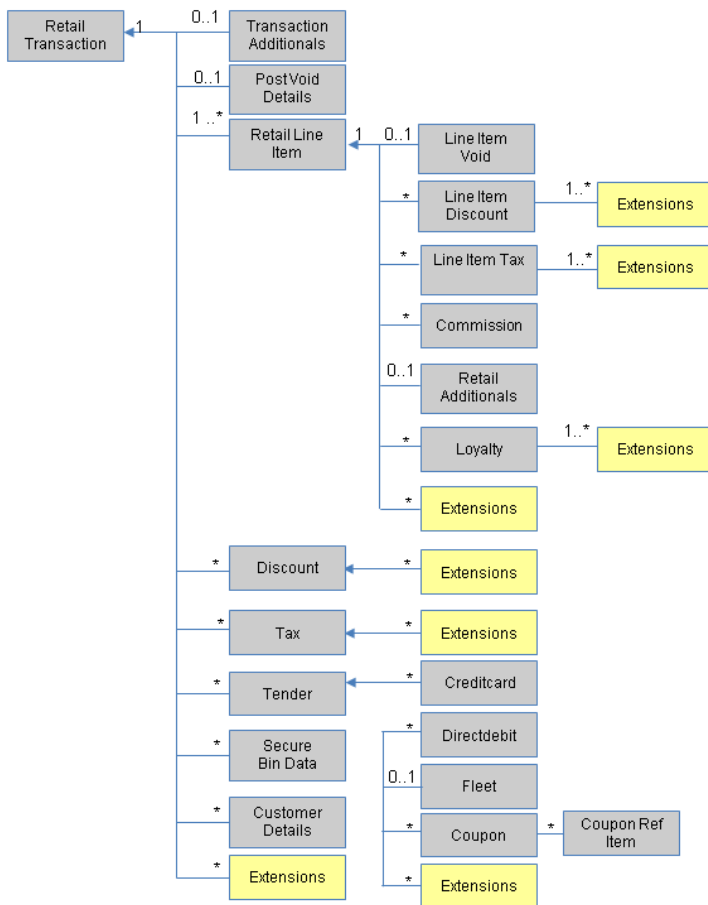 Retail
Transaction
1
0..1
Transaction
Additionals
0..1
PostVoid
Details
1 ..*
Retail Line
Item
1
0..1
Line Item
Void
*
Line Item
Discount
1..*
Extensions
*
Line Item Tax
1..*
Extensions
*
Commission
0..1
Retail
Additionals
*
Loyalty
1..*
Extensions
*
Extensions
*
Discount
*
Extensions
*
Tax
*
Extensions
*
Tender
*
Creditcard
*
Secure
Bin Data
*
Directdebit
0..1
Fleet
*
Customer
Details
*
Coupon
*
Coupon Ref
Item
*
Extensions
*
Extensions